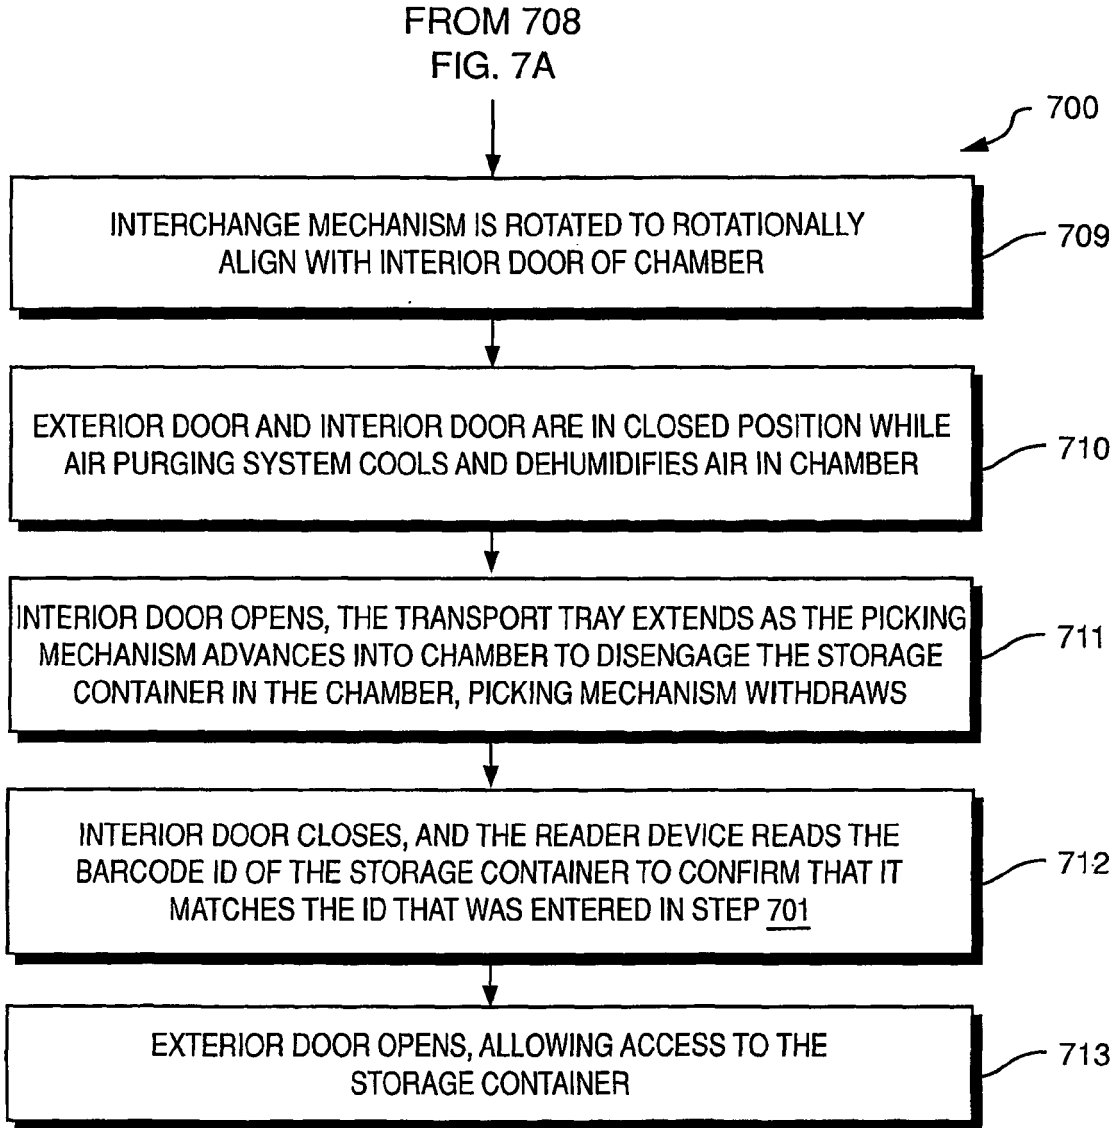 FROM 708
FIG. 7A
700
INTERCHANGE MECHANISM IS ROTATED TO ROTATIONALLY
ALIGN WITH INTERIOR DOOR OF CHAMBER
709
EXTERIOR DOOR AND INTERIOR DOOR ARE IN CLOSED POSITION WHILE
AIR PURGING SYSTEM COOLS AND DEHUMIDIFIES AIR IN CHAMBER
710
INTERIOR DOOR OPENS, THE TRANSPORT TRAY EXTENDS AS THE PICKING
MECHANISM ADVANCES INTO CHAMBER TO DISENGAGE THE STORAGE
CONTAINER IN THE CHAMBER, PICKING MECHANISM WITHDRAWS
711
INTERIOR DOOR CLOSES, AND THE READER DEVICE READS THE
BARCODE ID OF THE STORAGE CONTAINER TO CONFIRM THAT IT
MATCHES THE ID THAT WAS ENTERED IN STEP 701
712
EXTERIOR DOOR OPENS, ALLOWING ACCESS TO THE
STORAGE CONTAINER
713